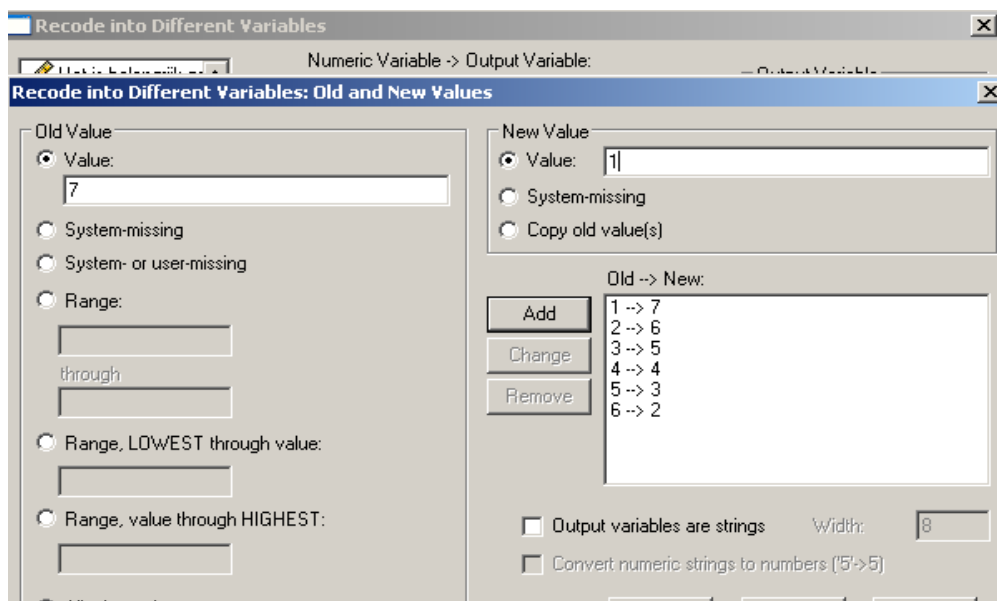 Recode into Different Variables
Numeric Variable -> Output Variable:
Output Variable
Recode into Different Variables: Old and New Values
Old Value
Value:
7
System-missing
System- or user-missing
Range:
through
Range, LOWEST through value:
Range, value through HIGHEST:
New Value
Value: 1
System-missing
Copy old value(s)
Old --> New:
Add
Change
Remove
1 --> 7
2 --> 6
3 --> 5
4 --> 4
5 --> 3
6 --> 2
Output variables are strings Width: 8
Convert numeric strings to numbers ('5'->5)